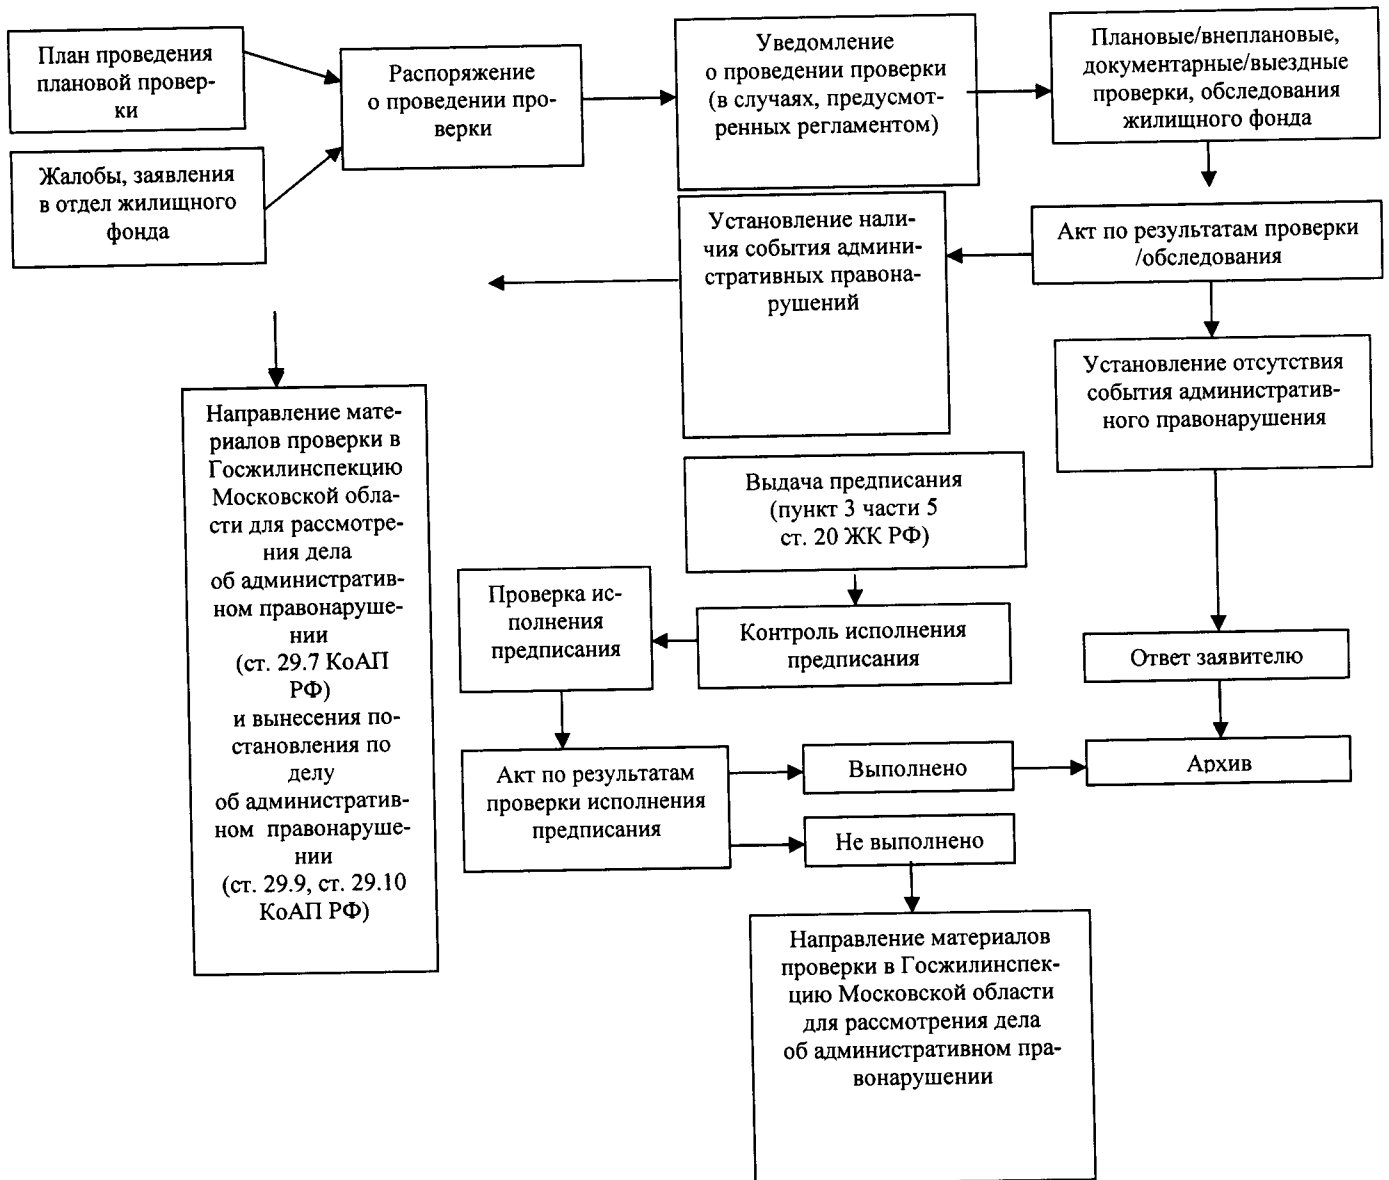 План проведения
плановой провер-
ки
Жалобы, заявления
в отдел жилищного
фонда
Распоряжение
о проведении про-
верки
Уведомление
о проведении проверки
(в случаях, предусмот-
ренных регламентом)
Плановые/внеплановые,
документарные/выездные
проверки, обследования
жилищного фонда
Акт по результатам проверки
/обследования
Установление нали-
чия события админи-
стративных правона-
рушений
Установление отсутствия
события административ-
ного правонарушения
Направление мате-
риалов проверки в
Госжилинспекцию
Московской обла-
сти для рассмотре-
ния дела
об административ-
ном правонаруше-
нии
(ст. 29.7 КоАП
РФ)
и вынесения по-
становления по
делу
об административ-
ном правонаруше-
нии
(ст. 29.9, ст. 29.10
КоАП РФ)
Выдача предписания
(пункт 3 части 5
ст. 20 ЖК РФ)
Контроль исполнения
предписания
Проверка ис-
полнения
предписания
Ответ заявителю
Акт по результатам
проверки исполнения
предписания
Выполнено
Архив
Не выполнено
Направление материалов
проверки в Госжилинспек-
цию Московской области
для рассмотрения дела
об административном пра-
вонарушении